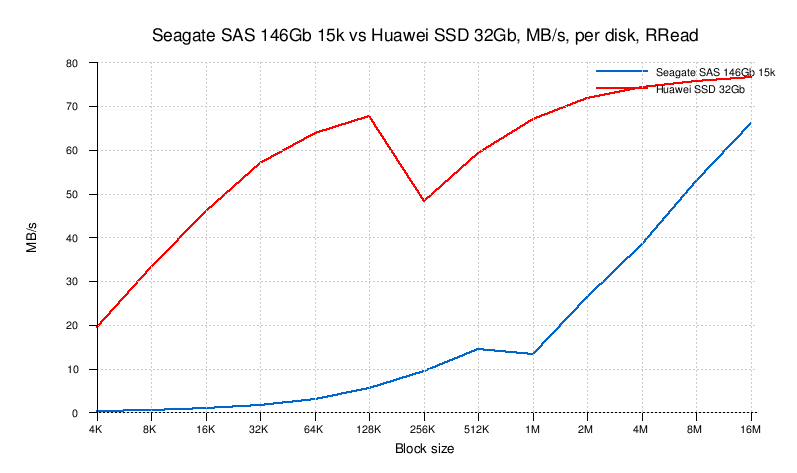 Seagate SAS 146Gb 15k vs Huawei SSD 32Gb, MB/s, per disk, RRead
Seagate SAS 146Gb 15k
Huawei SSD 32Gb
80
70
60
50
40
30
20
10
0
MB/s
4K 8K 16K 32K 64K 128K 256K 512K 1M 2M 4M 8M 16M
Block size